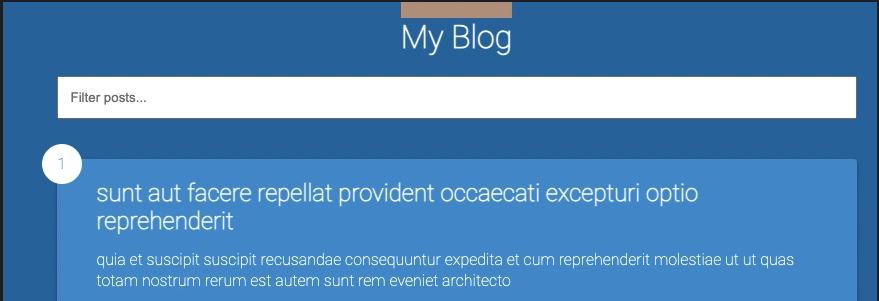 My Blog
Filter posts...
1
sunt aut facere repellat provident occaecati excepturi optio
reprehenderit
quia et suscipit suscipit recusandae consequuntur expedita et cum reprehenderit molestiae ut ut quas
totam nostrum rerum est autem sunt rem eveniet architecto